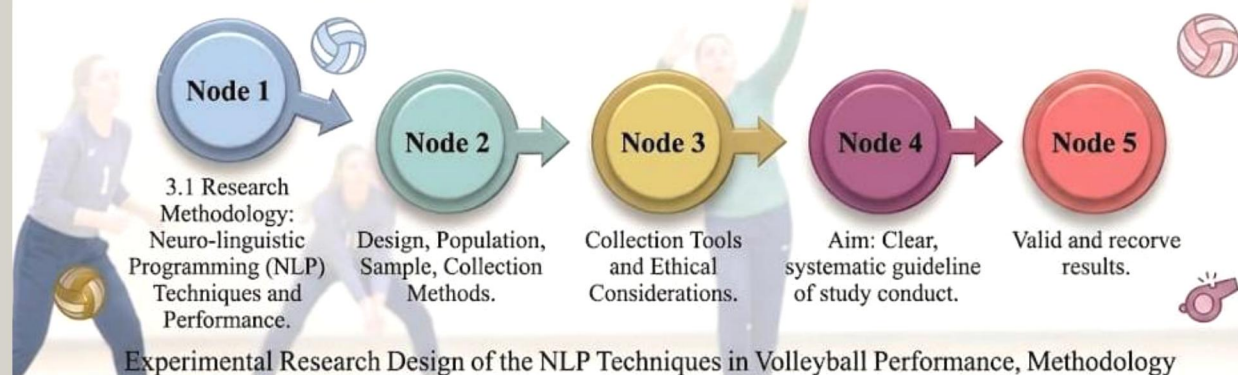 Node 1
3.1 Research
Methodology:
Neuro-linguistic
Programming (NLP)
Techniques and
Performance.
Node 2
Design, Population,
Sample, Collection
Methods.
Node 3
Collection Tools
and Ethical
Considerations.
Node 4
Aim: Clear,
systematic guideline
of study conduct.
Node 5
Valid and recorve
results.
Experimental Research Design of the NLP Techniques in Volleyball Performance, Methodology